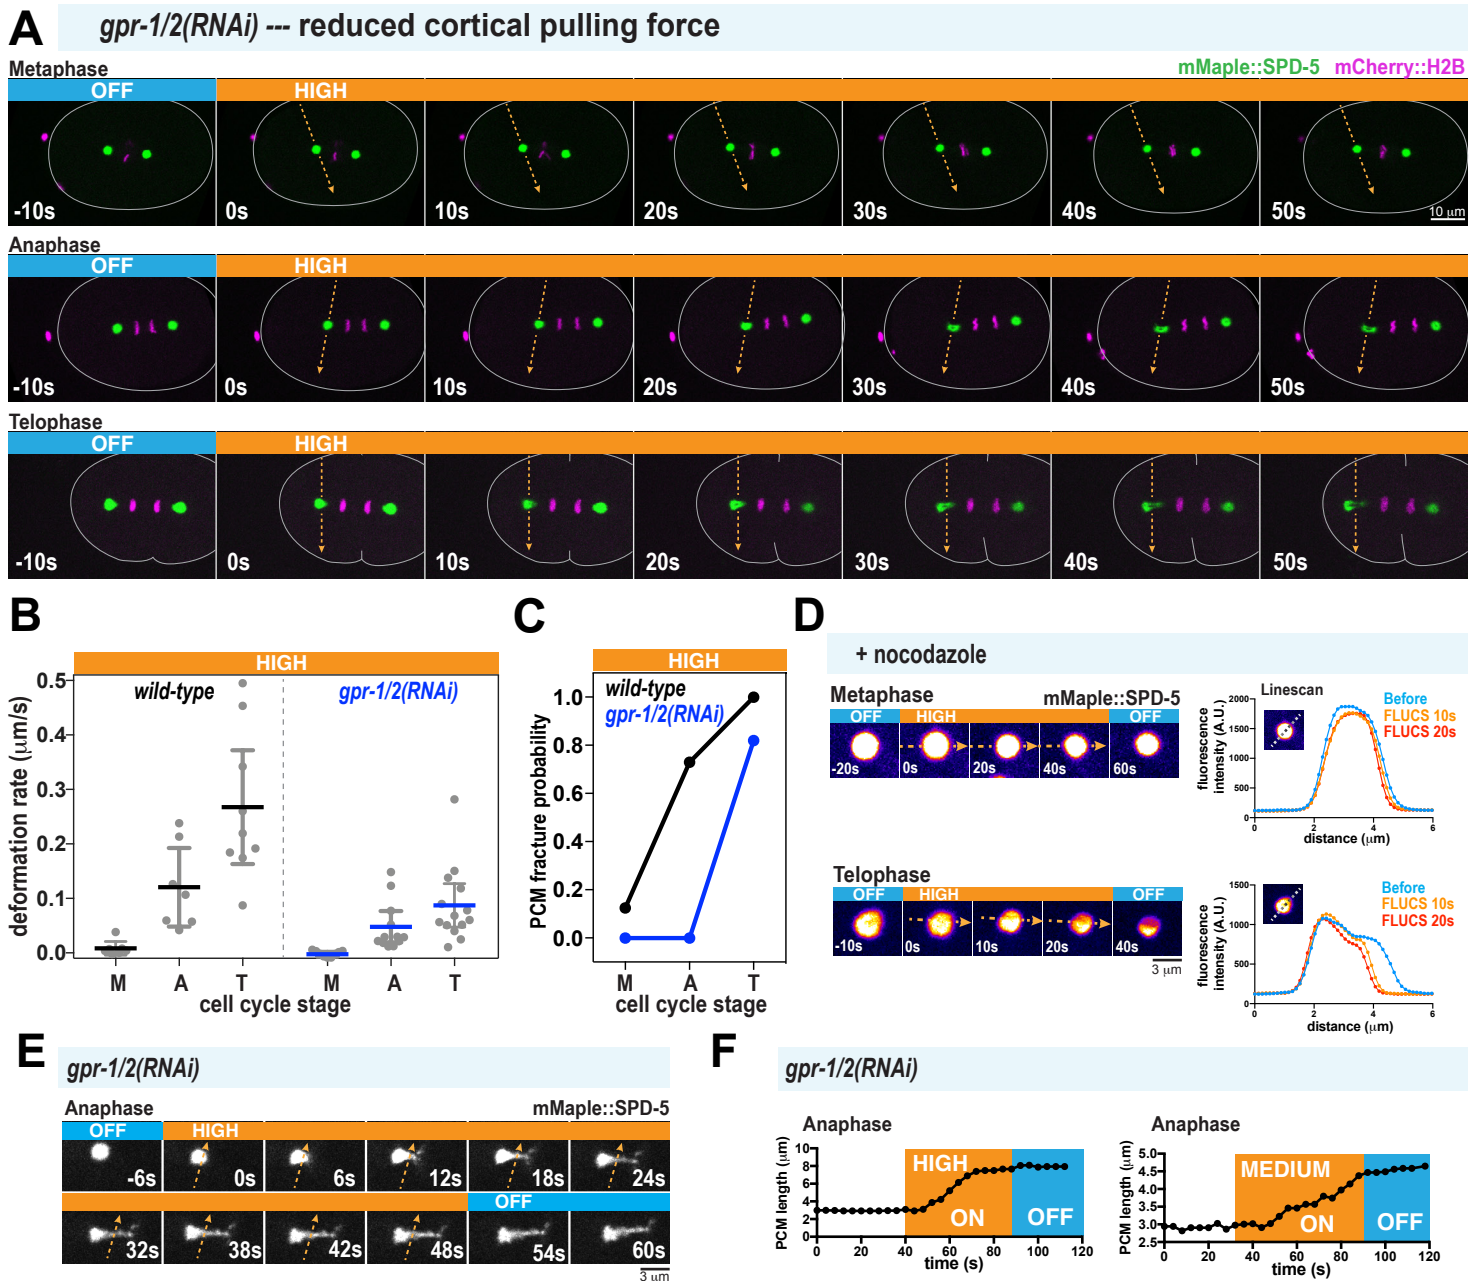 A
gpr-1/2(RNAi) --- reduced cortical pulling force
Metaphase
mMaple::SPD-5 mCherry::H2B
OFF HIGH
-10s 0s 10s 20s 30s 40s 50s
10 μm
Anaphase
OFF HIGH
-10s 0s 10s 20s 30s 40s 50s
Telophase
OFF HIGH
-10s 0s 10s 20s 30s 40s 50s
B
HIGH
wild-type gpr-1/2(RNAi)
deformation rate (μm/s)
0.5
0.4
0.3
0.2
0.1
0.0
M A T M A T
cell cycle stage
C
HIGH
wild-type
gpr-1/2(RNAi)
PCM fracture probability
1.0
0.8
0.6
0.4
0.2
0.0
M A T
cell cycle stage
D
+ nocodazole
Metaphase mMaple::SPD-5
OFF HIGH OFF
-20s 0s 20s 40s 60s
Linescan
Before
FLUCS 10s
FLUCS 20s
fluorescence
intensity (A.U.)
2000
1500
1000
500
0
0 2 4 6
distance (μm)
Telophase
OFF HIGH OFF
-10s 0s 10s 20s 40s
3 μm
Before
FLUCS 10s
FLUCS 20s
fluorescence
intensity (A.U.)
1500
1000
500
0
0 2 4 6
distance (μm)
E
gpr-1/2(RNAi)
Anaphase mMaple::SPD-5
OFF HIGH
-6s 0s 6s 12s 18s 24s
OFF
32s 38s 42s 48s 54s 60s
3 μm
F
gpr-1/2(RNAi)
Anaphase
PCM length (μm)
10
8
6
4
2
0
HIGH
ON OFF
0 20 40 60 80 100 120
time (s)
Anaphase
PCM length (μm)
5.0
4.5
4.0
3.5
3.0
2.5
MEDIUM
ON OFF
0 20 40 60 80 100 120
time (s)